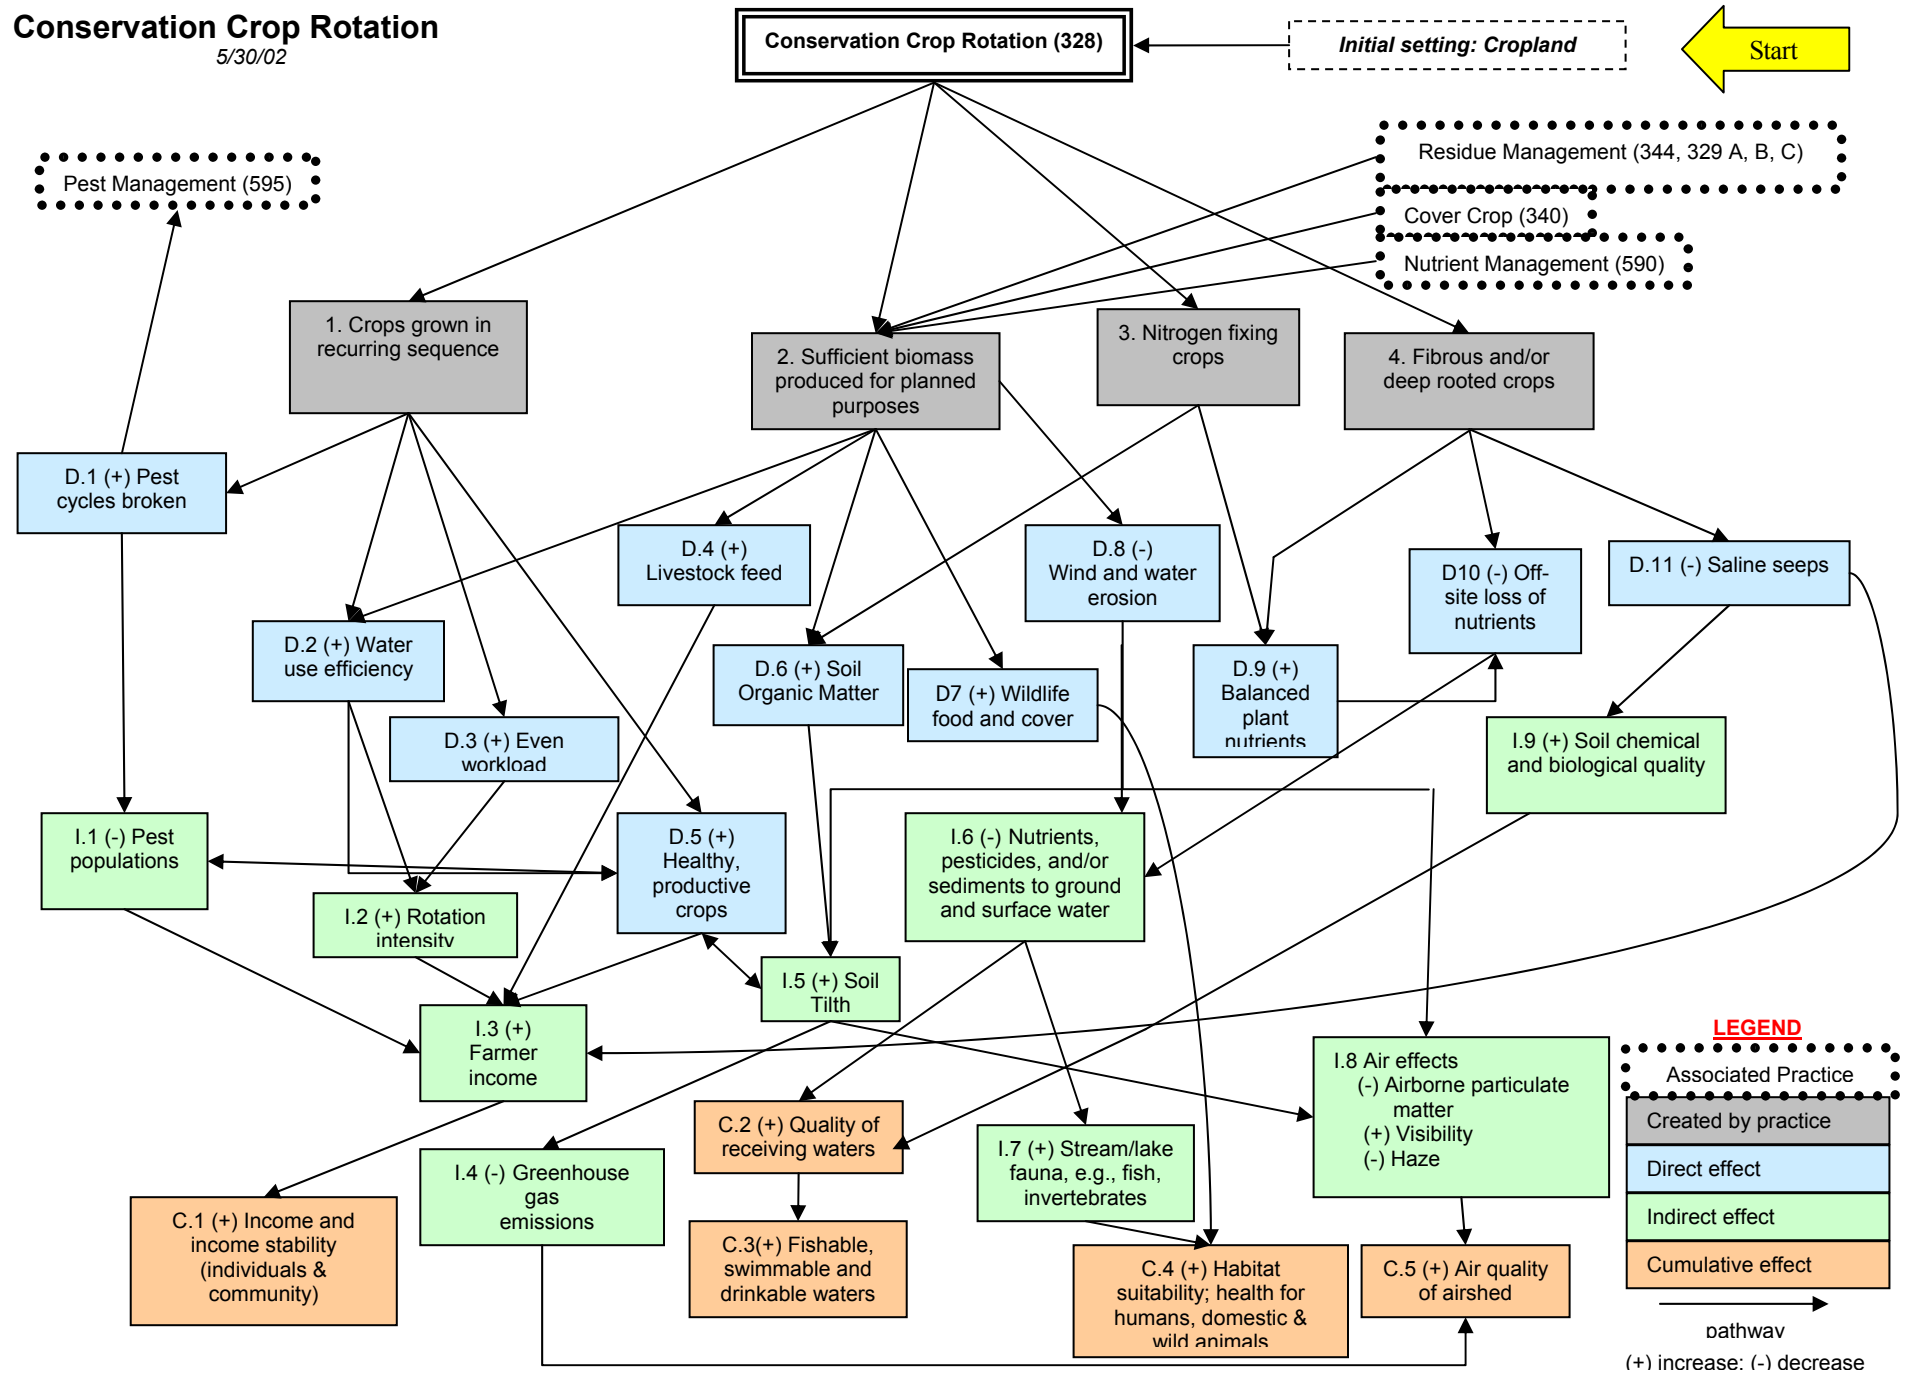 Conservation Crop Rotation
5/30/02
Conservation Crop Rotation (328)
Initial setting: Cropland
Start
Pest Management (595)
Residue Management (344, 329 A, B, C)
Cover Crop (340)
Nutrient Management (590)
1. Crops grown in
recurring sequence
2. Sufficient biomass
produced for planned
purposes
3. Nitrogen fixing
crops
4. Fibrous and/or
deep rooted crops
D.1 (+) Pest
cycles broken
D.4 (+)
Livestock feed
D.8 (-)
Wind and water
erosion
D10 (-) Off-
site loss of
nutrients
D.11 (-) Saline seeps
D.2 (+) Water
use efficiency
D.6 (+) Soil
Organic Matter
D7 (+) Wildlife
food and cover
D.9 (+)
Balanced
plant
nutrients
D.3 (+) Even
workload
I.9 (+) Soil chemical
and biological quality
I.1 (-) Pest
populations
D.5 (+)
Healthy,
productive
crops
I.6 (-) Nutrients,
pesticides, and/or
sediments to ground
and surface water
I.2 (+) Rotation
intensity
I.5 (+) Soil
Tilth
I.3 (+)
Farmer
income
I.8 Air effects
(-) Airborne particulate
matter
(+) Visibility
(-) Haze
C.2 (+) Quality of
receiving waters
I.7 (+) Stream/lake
fauna, e.g., fish,
invertebrates
I.4 (-) Greenhouse
gas
emissions
C.1 (+) Income and
income stability
(individuals &
community)
C.3(+) Fishable,
swimmable and
drinkable waters
C.4 (+) Habitat
suitability; health for
humans, domestic &
wild animals
C.5 (+) Air quality
of airshed
LEGEND
Associated Practice
Created by practice
Direct effect
Indirect effect
Cumulative effect
pathway
(+) increase; (-) decrease